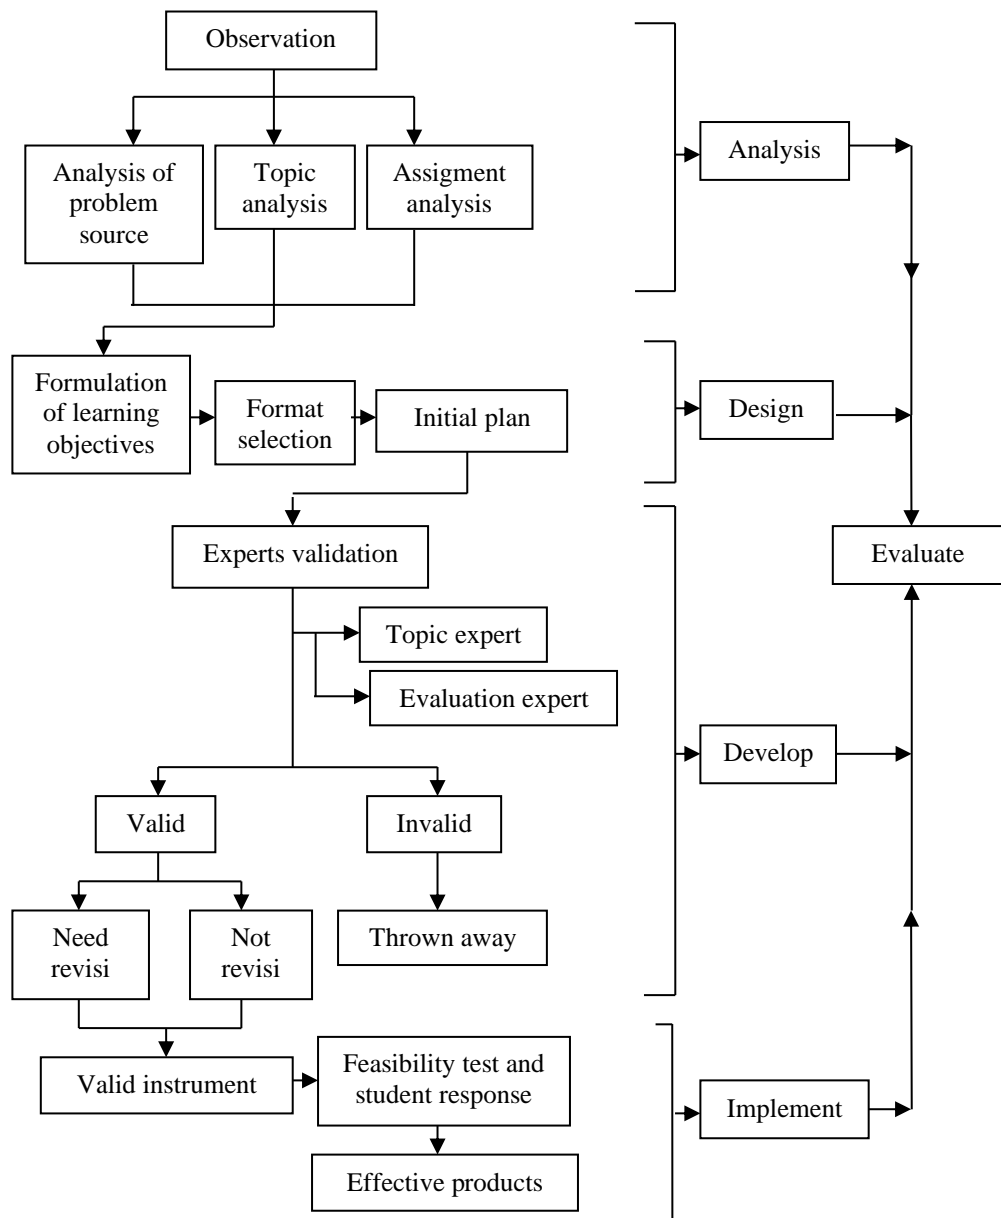 Observation
Analysis of
problem
source
Topic
analysis
Assigment
analysis
Analysis
Formulation
of learning
objectives
Format
selection
Initial plan
Design
Experts validation
Evaluate
Topic expert
Evaluation expert
Develop
Valid
Invalid
Need
revisi
Not
revisi
Thrown away
Valid instrument
Feasibility test and
student response
Implement
Effective products